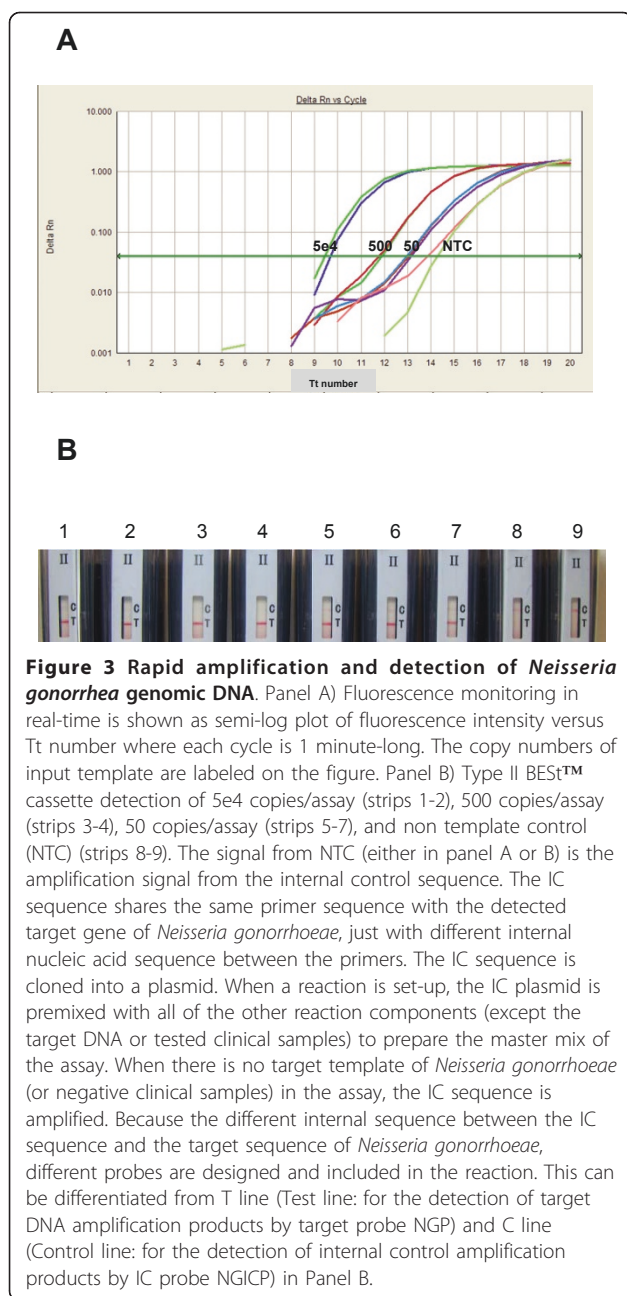 A
Delta Rn vs Cycle
10.000
1.000
0.100
0.010
0.001
Delta Rn
5e4 500 50 NTC
1 2 3 4 5 6 7 8 9 10 11 12 13 14 15 16 17 18 19 20
Tt number
B
1 2 3 4 5 6 7 8 9
II II II II II II II II II
C C C C C C C C C
T T T T T T T T T
Figure 3 Rapid amplification and detection of Neisseria
gonorrhea genomic DNA. Panel A) Fluorescence monitoring in
real-time is shown as semi-log plot of fluorescence intensity versus
Tt number where each cycle is 1 minute-long. The copy numbers of
input template are labeled on the figure. Panel B) Type II BESt™
cassette detection of 5e4 copies/assay (strips 1-2), 500 copies/assay
(strips 3-4), 50 copies/assay (strips 5-7), and non template control
(NTC) (strips 8-9). The signal from NTC (either in panel A or B) is the
amplification signal from the internal control sequence. The IC
sequence shares the same primer sequence with the detected
target gene of Neisseria gonorrhoeae, just with different internal
nucleic acid sequence between the primers. The IC sequence is
cloned into a plasmid. When a reaction is set-up, the IC plasmid is
premixed with all of the other reaction components (except the
target DNA or tested clinical samples) to prepare the master mix of
the assay. When there is no target template of Neisseria gonorrhoeae
(or negative clinical samples) in the assay, the IC sequence is
amplified. Because the different internal sequence between the IC
sequence and the target sequence of Neisseria gonorrhoeae,
different probes are designed and included in the reaction. This can
be differentiated from T line (Test line: for the detection of target
DNA amplification products by target probe NGP) and C line
(Control line: for the detection of internal control amplification
products by IC probe NGICP) in Panel B.